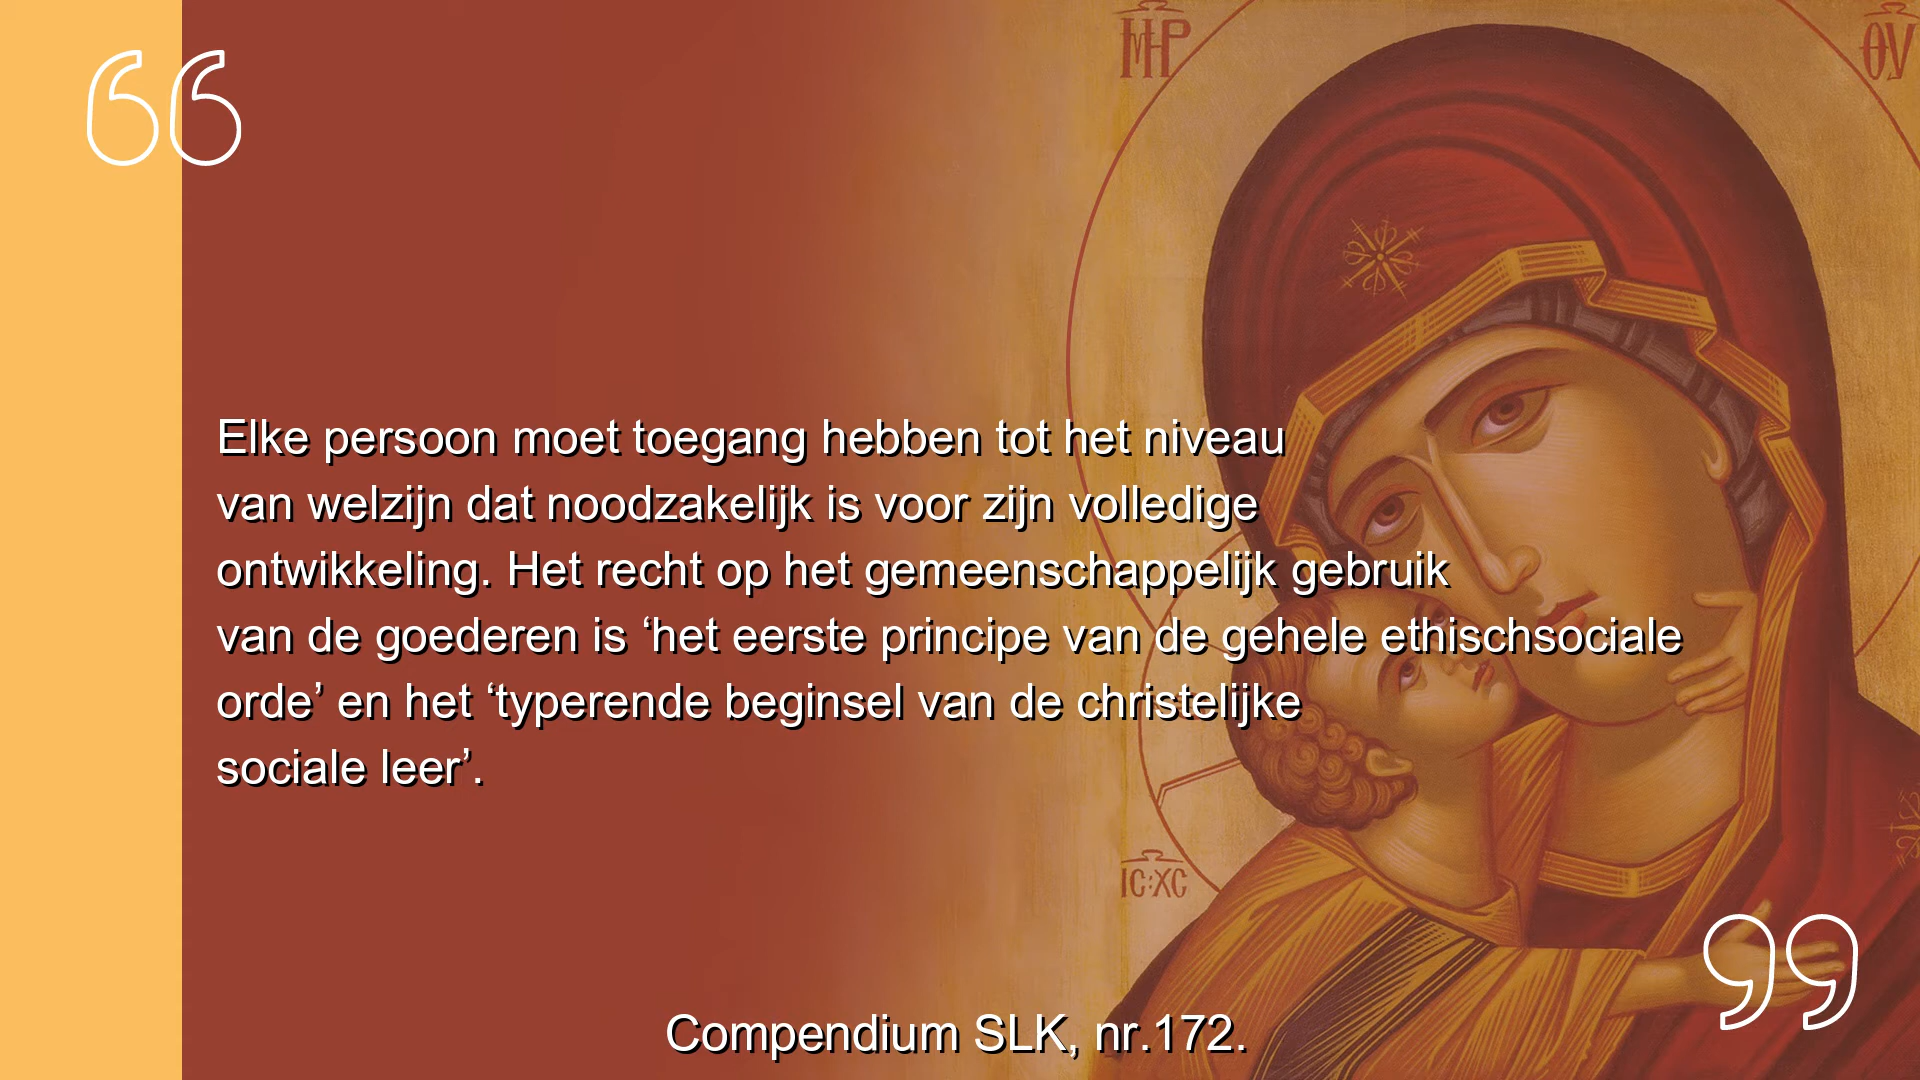 ΜΗΡ
ΘΥ
Elke persoon moet toegang hebben tot het niveau
van welzijn dat noodzakelijk is voor zijn volledige
ontwikkeling. Het recht op het gemeenschappelijk gebruik
van de goederen is ‘het eerste principe van de gehele ethischsociale
orde’ en het ‘typerende beginsel van de christelijke
sociale leer’.
IC:XC
Compendium SLK, nr.172.